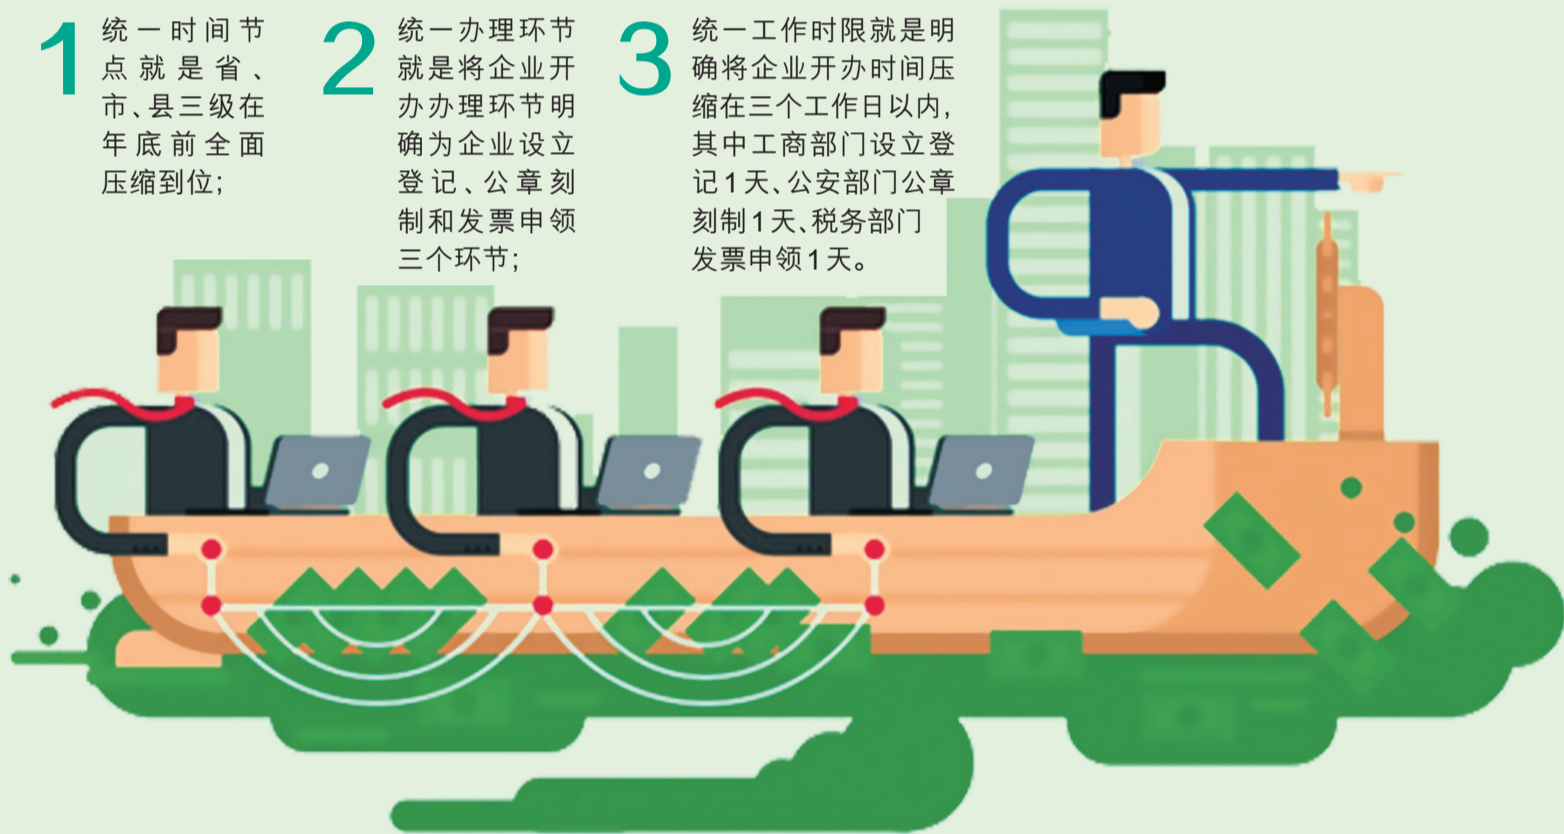 1
统一时间节
点就是省、
市、县三级在
年底前全面
压缩到位;
2
统一办理环节
就是将企业开
办办理环节明
确为企业设立
登记、公章刻
制和发票申领
三个环节;
3
统一工作时限就是明
确将企业开办时间压
缩在三个工作日以内,
其中工商部门设立登
记1天、公安部门公章
刻制1天、税务部门
发票申领1天。